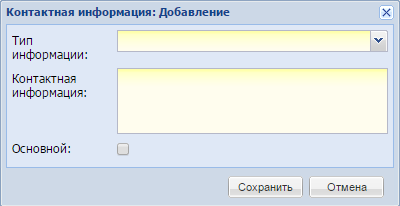 Контактная информация: Добавление
Тип
информации:
Контактная
информация:
Основной:
Сохранить Отмена